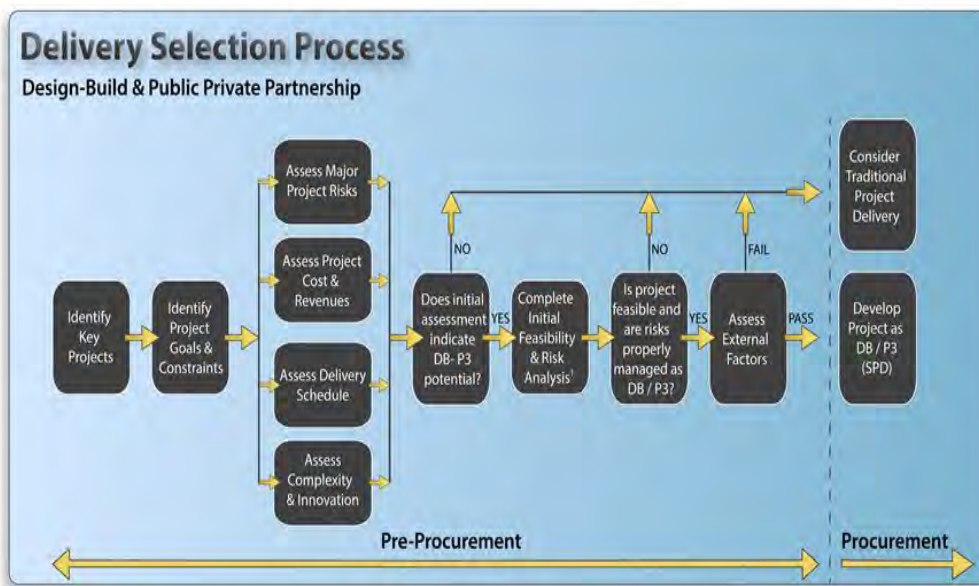 Delivery Selection Process
Design-Build & Public Private Partnership
Identify
Key
Projects
Identify
Project
Goals &
Constraints
Assess Major
Project Risks
Assess Project
Cost &
Revenues
Assess Delivery
Schedule
Assess
Complexity
& Innovation
NO
Does initial
assessment
indicate
DB- P3
potential?
YES
Complete
Initial
Feasibility
& Risk
Analysis¹
NO
Is project
feasible and
are risks
properly
managed as
DB / P3?
YES
FAIL
Assess
External
Factors
PASS
Consider
Traditional
Project
Delivery
Develop
Project as
DB / P3
(SPD)
Pre-Procurement
Procurement